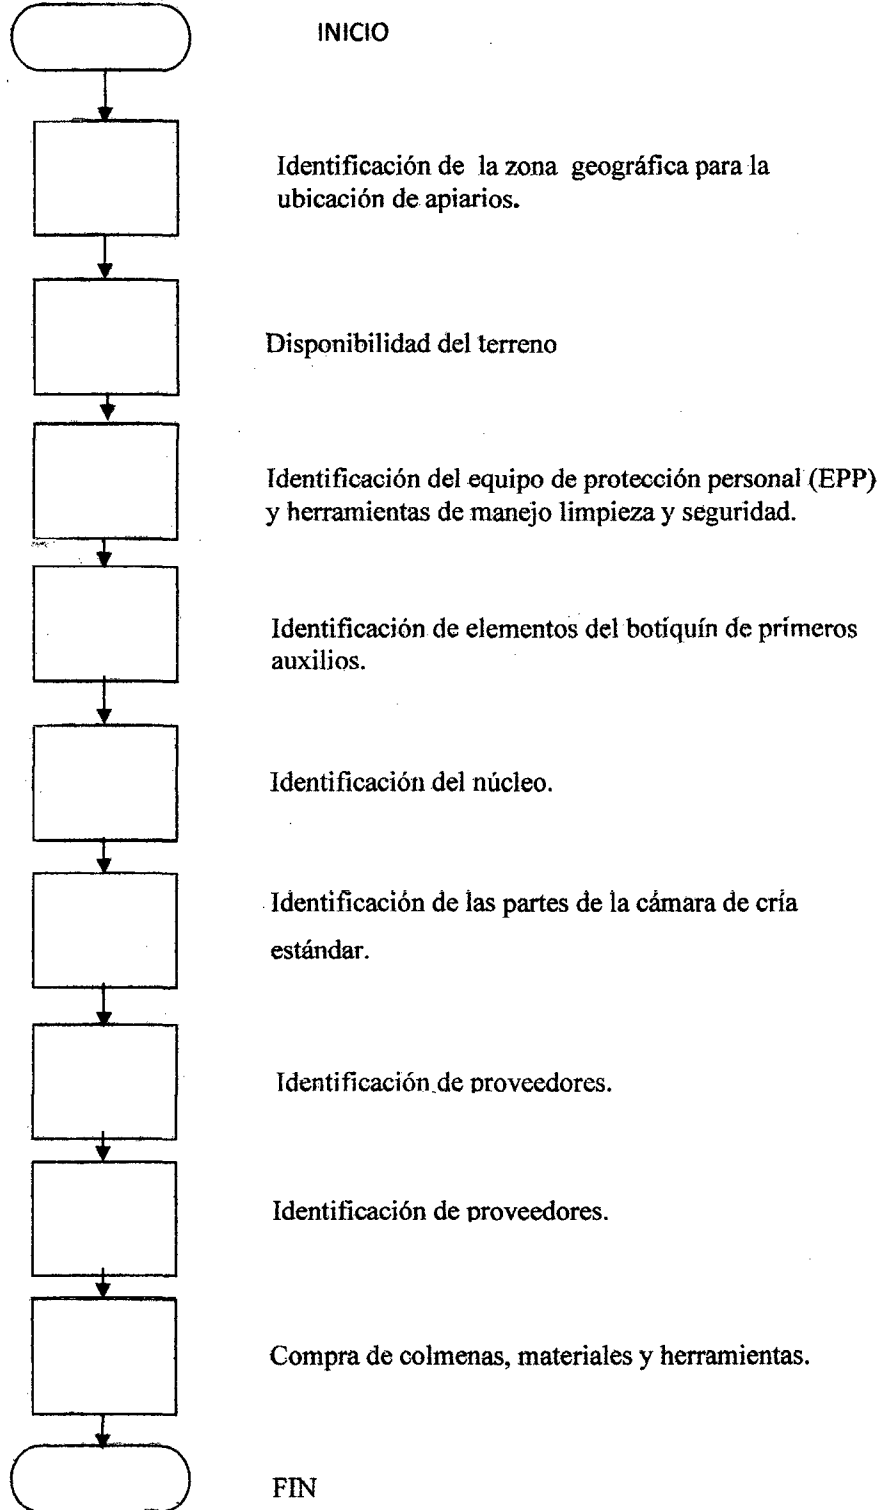 INICIO
Identificación de la zona geográfica para la
ubicación de apiarios.
Disponibilidad del terreno
Identificación del equipo de protección personal (EPP)
y herramientas de manejo limpieza y seguridad.
Identificación de elementos del botiquín de primeros
auxilios.
Identificación del núcleo.
Identificación de las partes de la cámara de cría
estándar.
Identificación de proveedores.
Identificación de proveedores.
Compra de colmenas, materiales y herramientas.
FIN